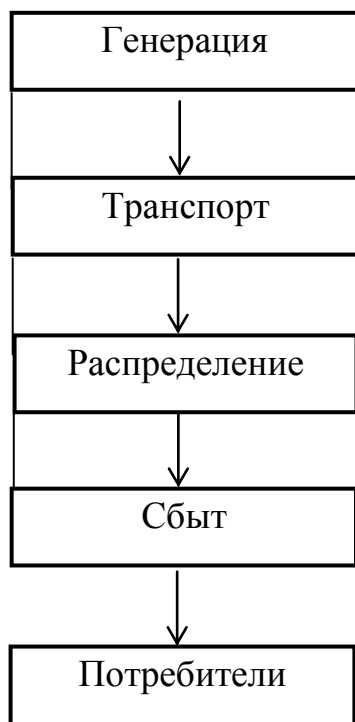 Генерация
Транспорт
Распределение
Сбыт
Потребители